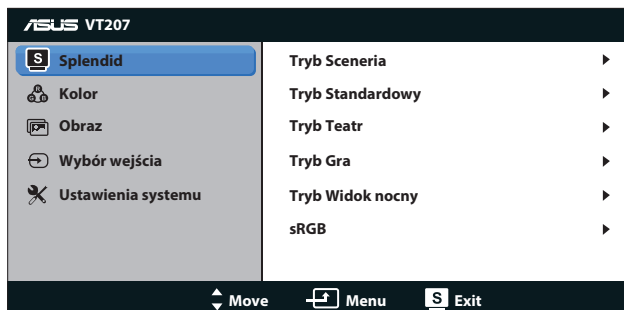 ASUS VT207
S Splendid
Kolor
Obraz
Wybór wejścia
Ustawienia systemu
Tryb Sceneria
Tryb Standardowy
Tryb Teatr
Tryb Gra
Tryb Widok nocny
sRGB
Move Menu S Exit